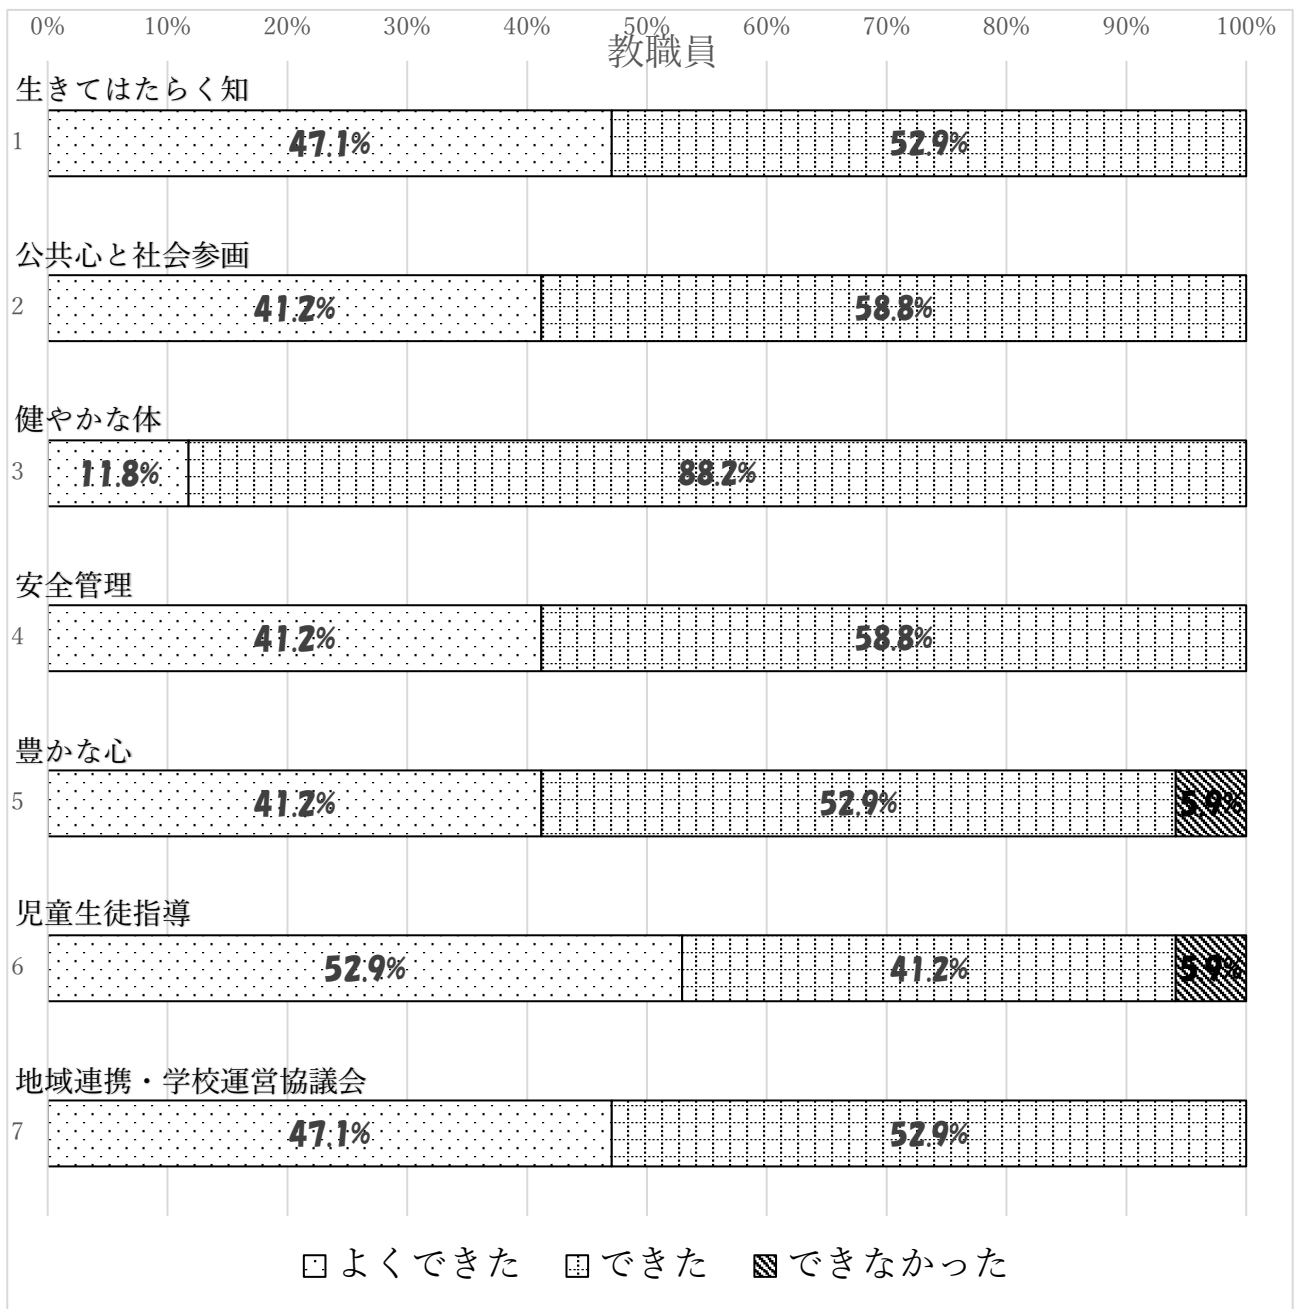 0% 10% 20% 30% 40% 50% 60% 70% 80% 90% 100%
教職員
生きてはたらく知
1 47.1% 52.9%
公共心と社会参画
2 41.2% 58.8%
健やかな体
3 11.8% 88.2%
安全管理
4 41.2% 58.8%
豊かな心
5 41.2% 52.9% 5.9%
児童生徒指導
6 52.9% 41.2% 5.9%
地域連携・学校運営協議会
7 47.1% 52.9%
よくできた できた できなかった